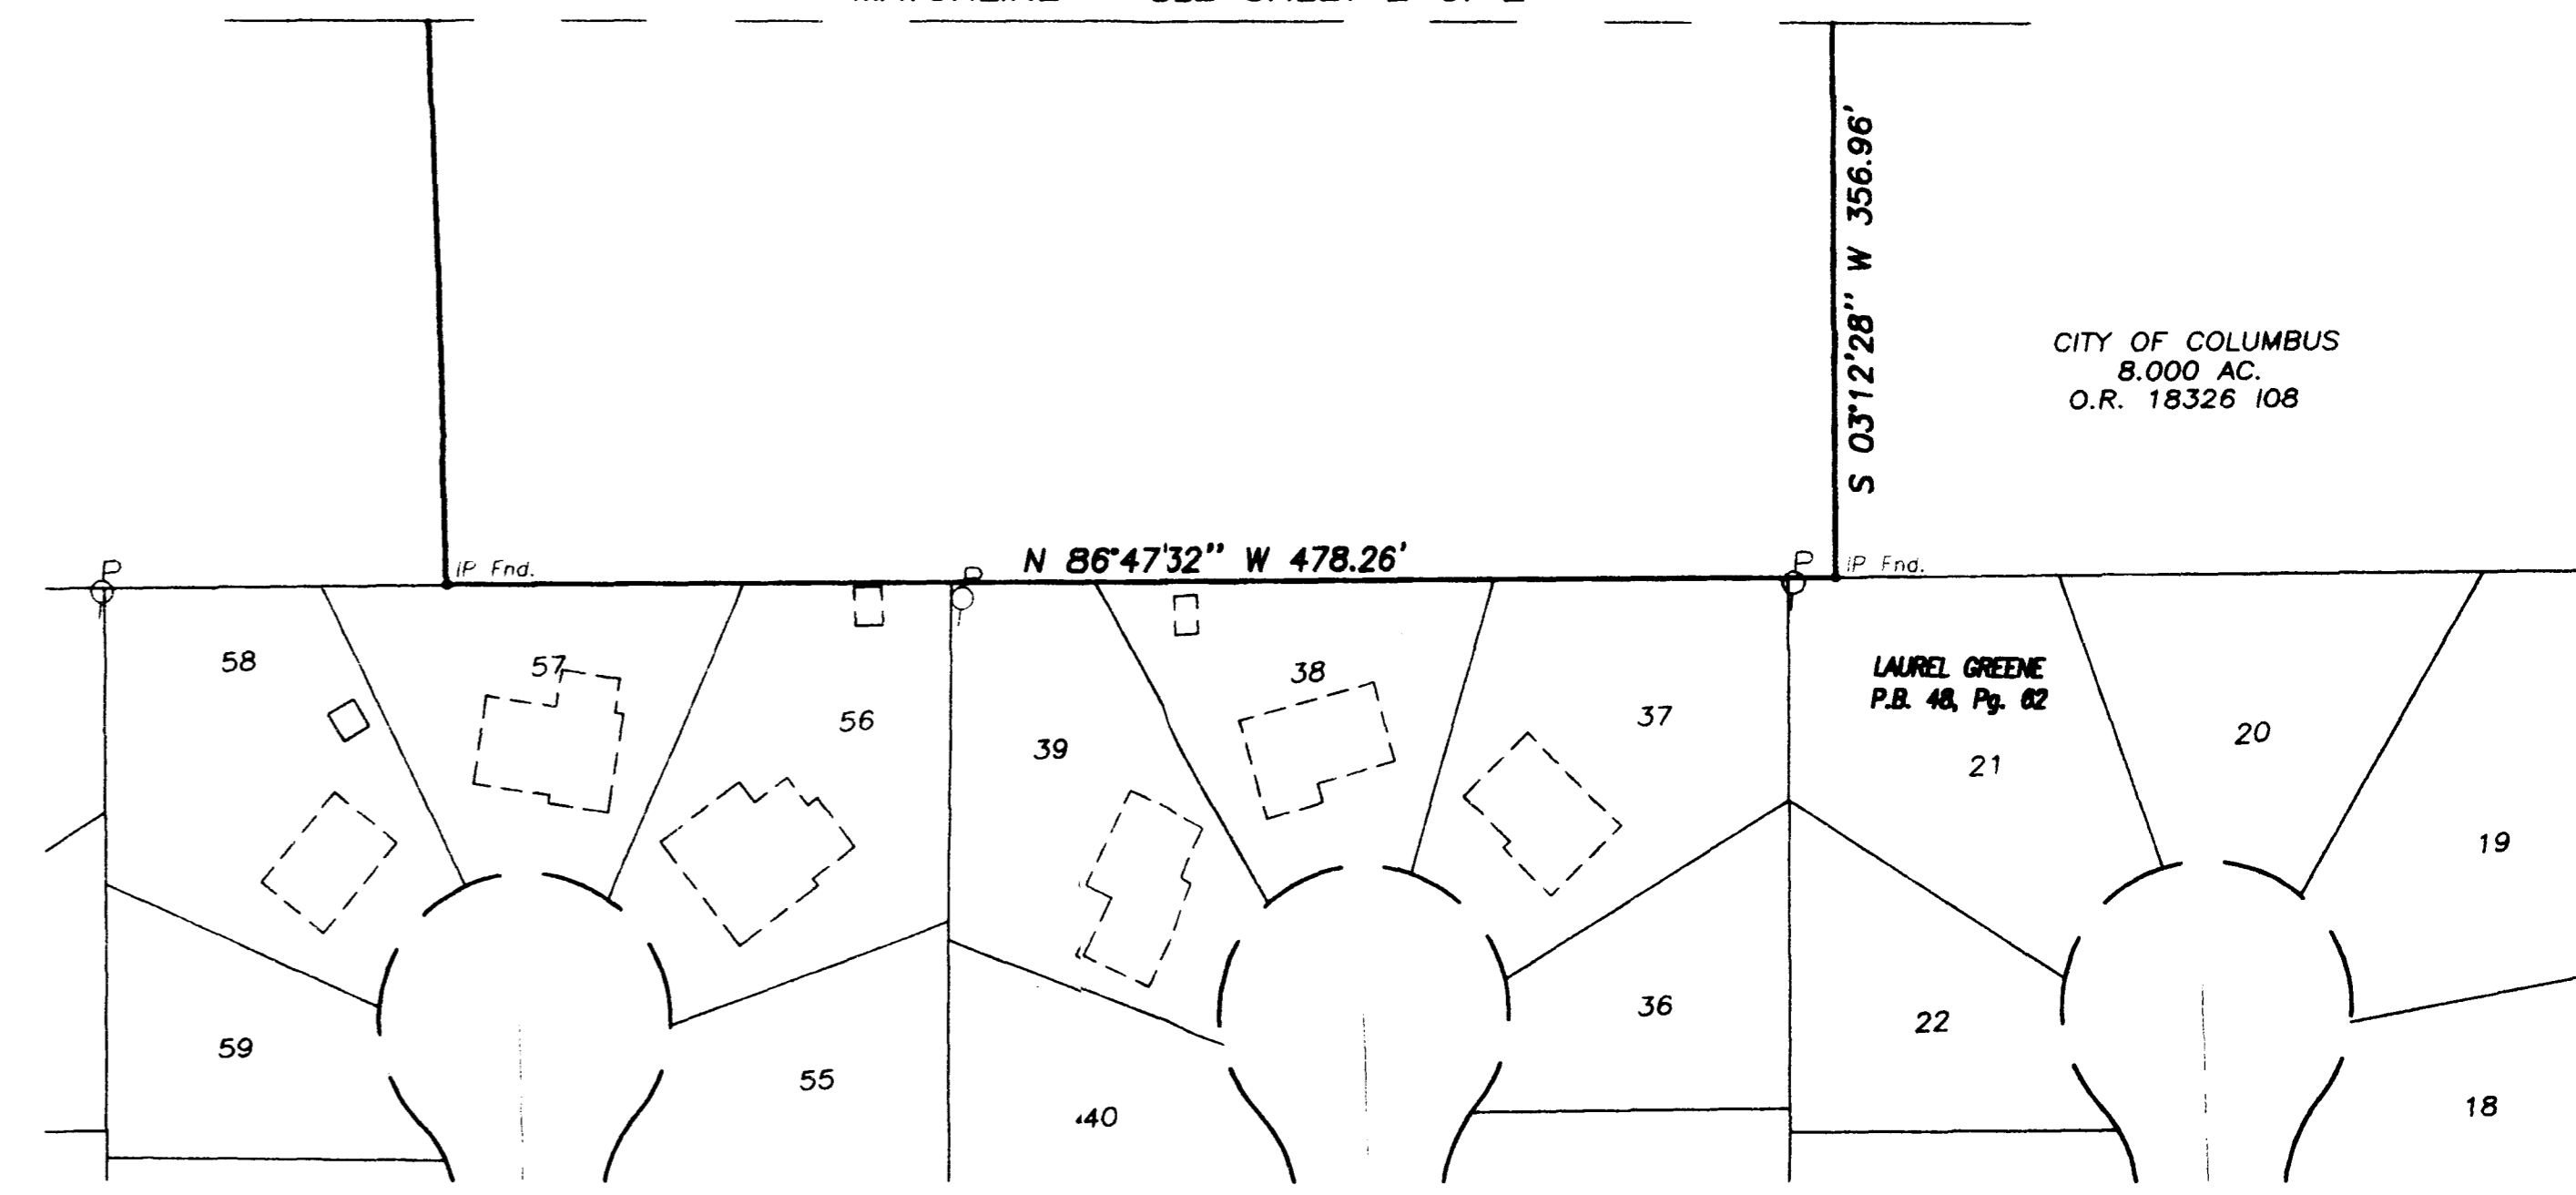 S 03°12'28" W 356.96'
CITY OF COLUMBUS
8.000 AC.
O.R. 18326 I08
N 86°47'32" W 478.26'
P
IP Fnd.
P
P
IP Fnd.
58
57
56
39
38
37
LAUREL GREENE
P.B. 48, Pg. 62
21
20
19
59
55
40
36
22
18